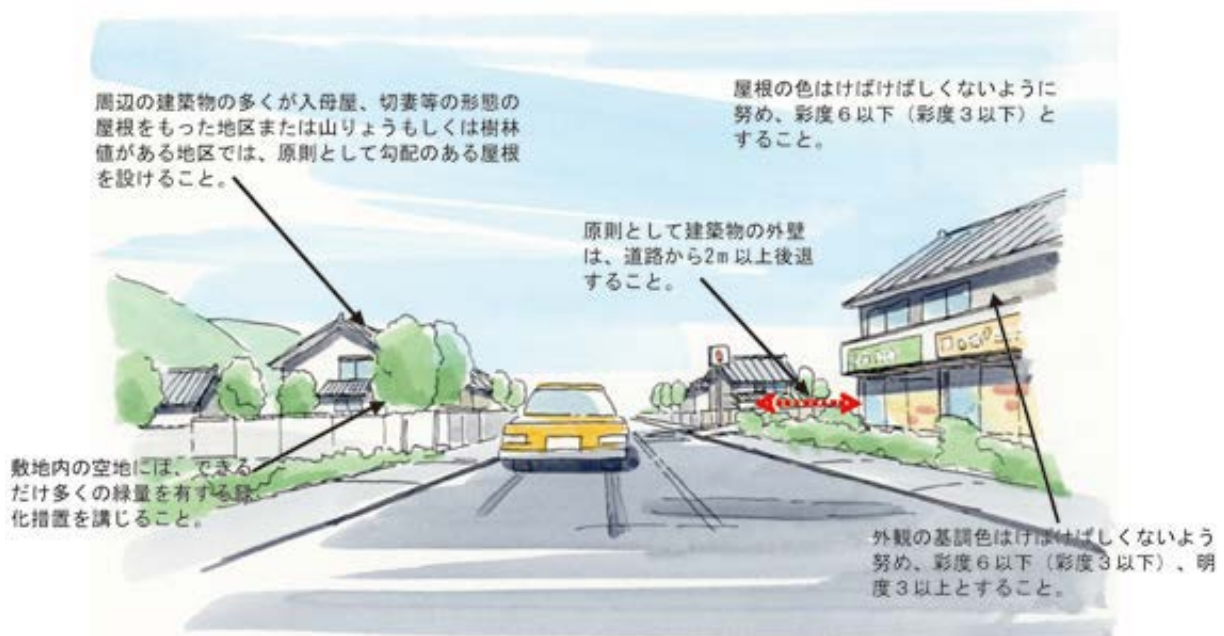 周辺の建築物の多くが入母屋、切妻等の形態の
屋根をもった地区または山りょうもしくは樹林
値がある地区では、原則として勾配のある屋根
を設けること。
屋根の色はけばけばしくないように
努め、彩度６以下（彩度３以下）と
すること。
原則として建築物の外壁
は、道路から2ｍ以上後退
すること。
敷地内の空地には、できる
だけ多くの緑量を有する緑
化措置を講じること。
外観の基調色はけばけばしくないよう
努め、彩度６以下（彩度３以下）、明
度３以上とすること。